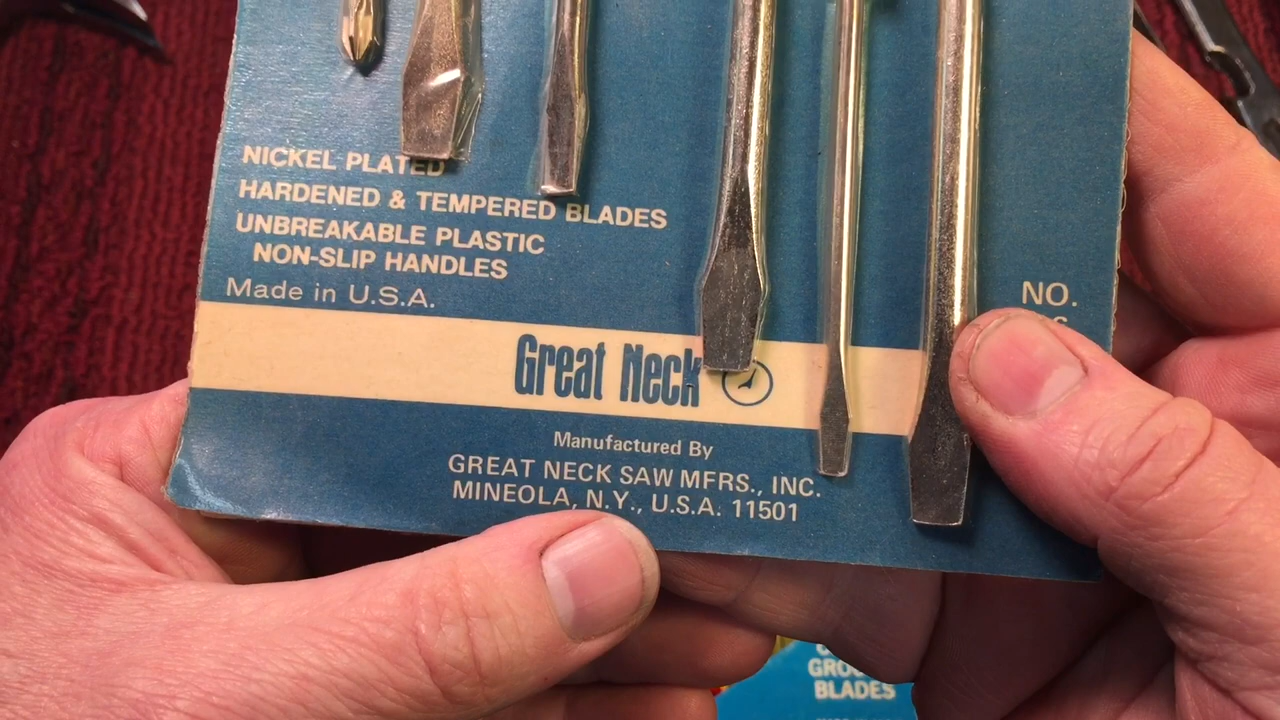 NICKEL PLATED
HARDENED & TEMPERED BLADES
UNBREAKABLE PLASTIC
NON-SLIP HANDLES
Made in U.S.A.
NO.
Great Neck
Manufactured By
GREAT NECK SAW MFRS., INC.
MINEOLA, N.Y., U.S.A. 11501
BLADES